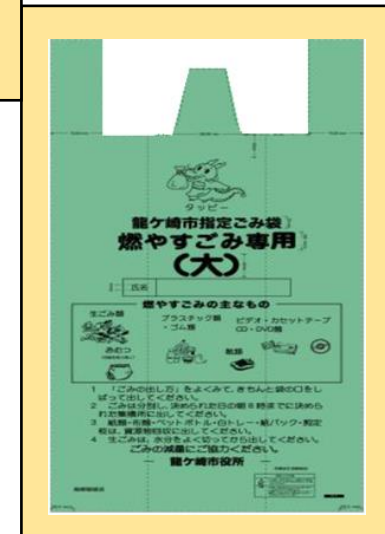 タッピー
龍ケ崎市指定ごみ袋
燃やすごみ専用
(大)
氏名
燃やすごみの主なもの
生ごみ類
プラスチック類
・ゴム類
ビデオ・カセットテープ
CD・DVD類
おむつ
紙類
1 「ごみの出し方」をよくみて、きちんと袋の口をし
ばって出してください。
2 ごみは分別し、決められた日の朝8時までに決めら
れた集積所に出してください。
3 紙類・布類・ペットボトル・白トレー・紙パック・剪定
枝は、資源物回収に出してください。
4 生ごみは、水分をよく切ってから出してください。
ごみの減量にご協力ください。
龍ケ崎市役所